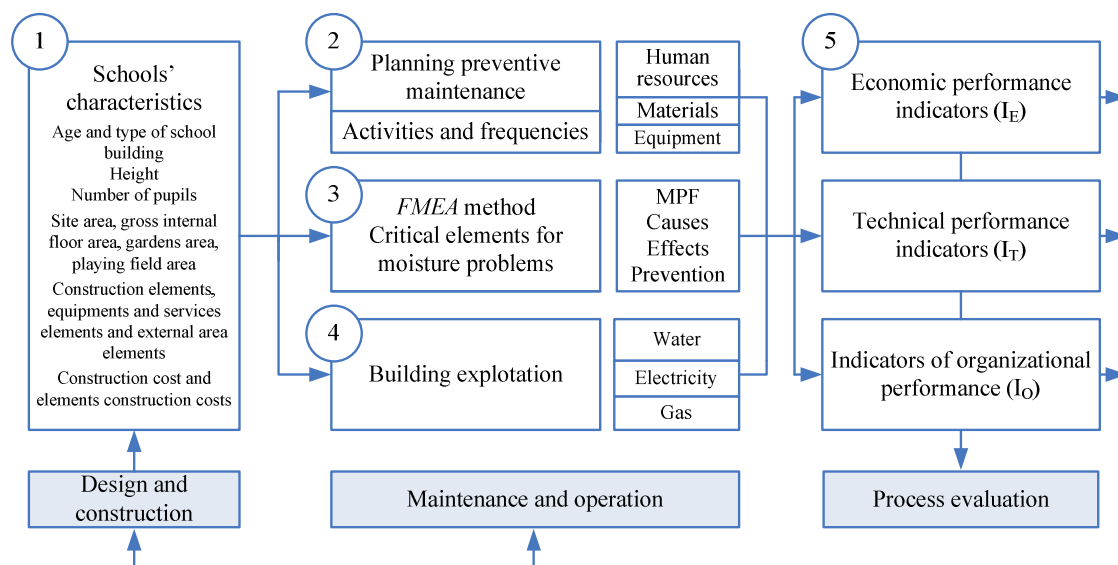 1
Schools’
characteristics
Age and type of school
building
Height
Number of pupils
Site area, gross internal
floor area, gardens area,
playing field area
Construction elements,
equipments and services
elements and external area
elements
Construction cost and
elements construction costs
2
Planning preventive
maintenance
Activities and frequencies
Human
resources
Materials
Equipment
3
FMEA method
Critical elements for
moisture problems
MPF
Causes
Effects
Prevention
4
Building explotation
Water
Electricity
Gas
5
Economic performance
indicators (IE)
Technical performance
indicators (IT)
Indicators of organizational
performance (IO)
Design and
construction
Maintenance and operation
Process evaluation